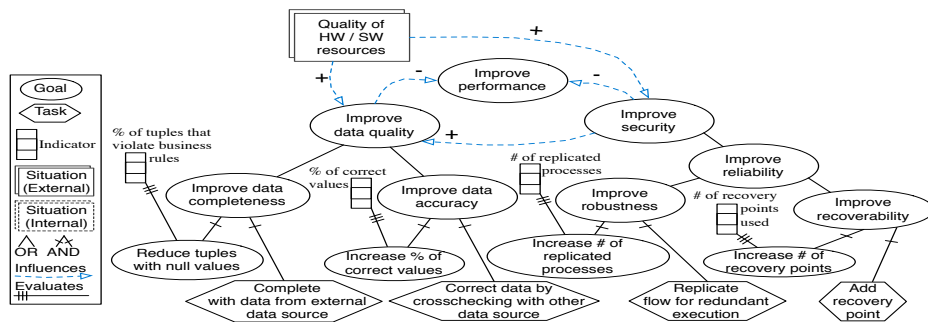 Quality of
HW / SW
resources
+
+
-
-
Improve
performance
Improve
data quality
+
Improve
security
Goal
Task
Indicator
Situation
(External)
Situation
(Internal)
OR AND
Influences
Evaluates
% of tuples that
violate business
rules
Improve data
completeness
% of correct
values
Improve data
accuracy
# of replicated
processes
Improve
robustness
Improve
reliability
# of recovery
points
used
Improve
recoverability
Reduce tuples
with null values
Increase % of
correct values
Increase # of
replicated
processes
Increase # of
recovery points
Complete
with data from external
data source
Correct data by
crosschecking with other
data source
Replicate
flow for redundant
execution
Add
recovery
point